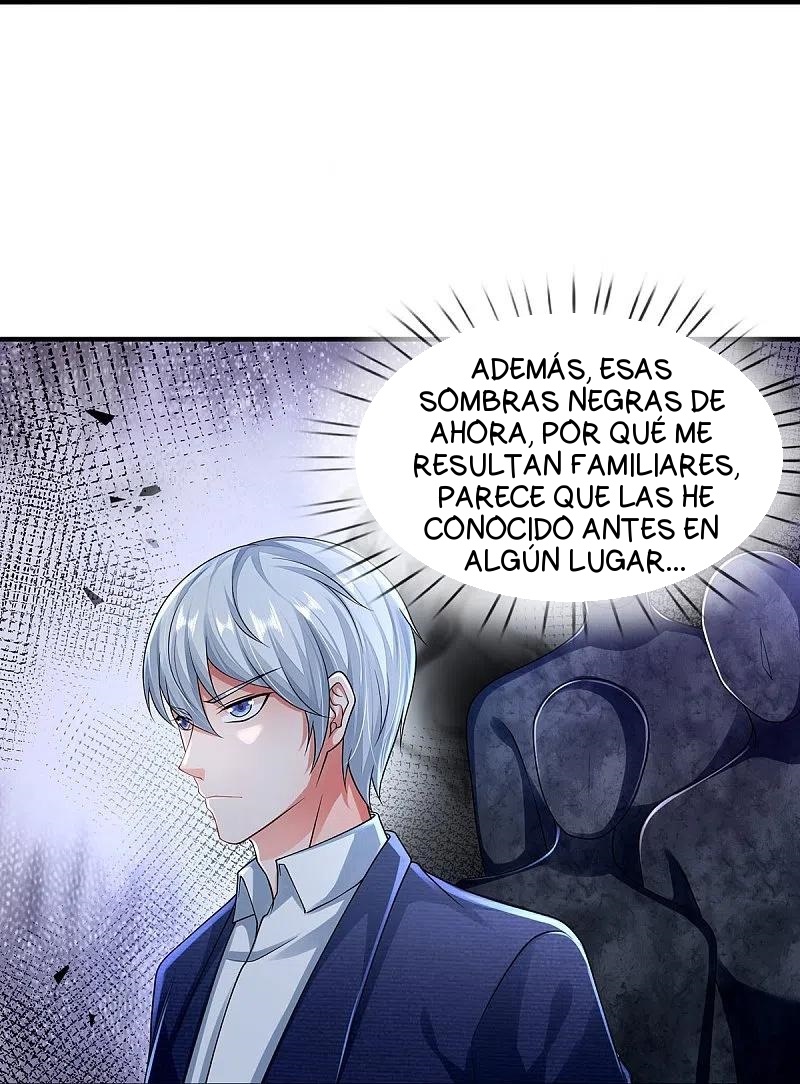 ADEMÁS, ESAS
SOMBRAS NEGRAS DE
AHORA, POR QUÉ ME
RESULTAN FAMILIARES,
PARECE QUE LAS HE
CONOCIDO ANTES EN
ALGÚN LUGAR...